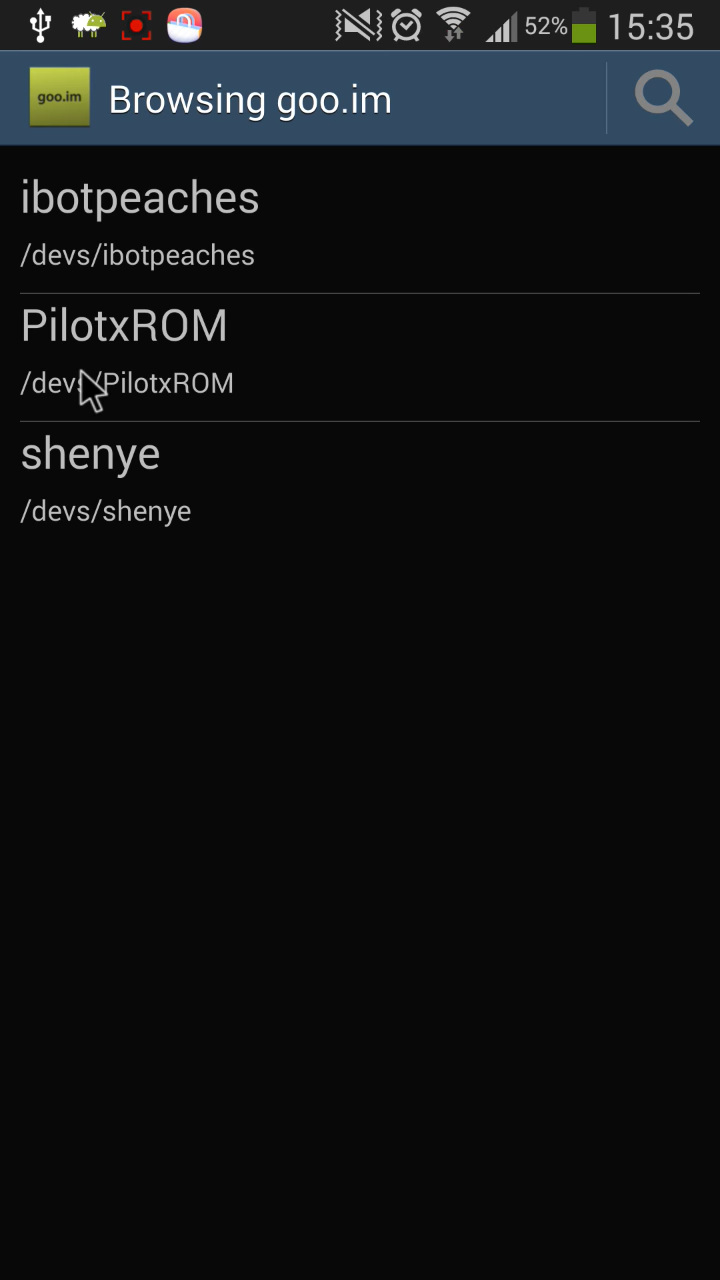 52% 15:35
goo.im Browsing goo.im
ibotpeaches
/devs/ibotpeaches
PilotxROM
/devs/PilotxROM
shenye
/devs/shenye